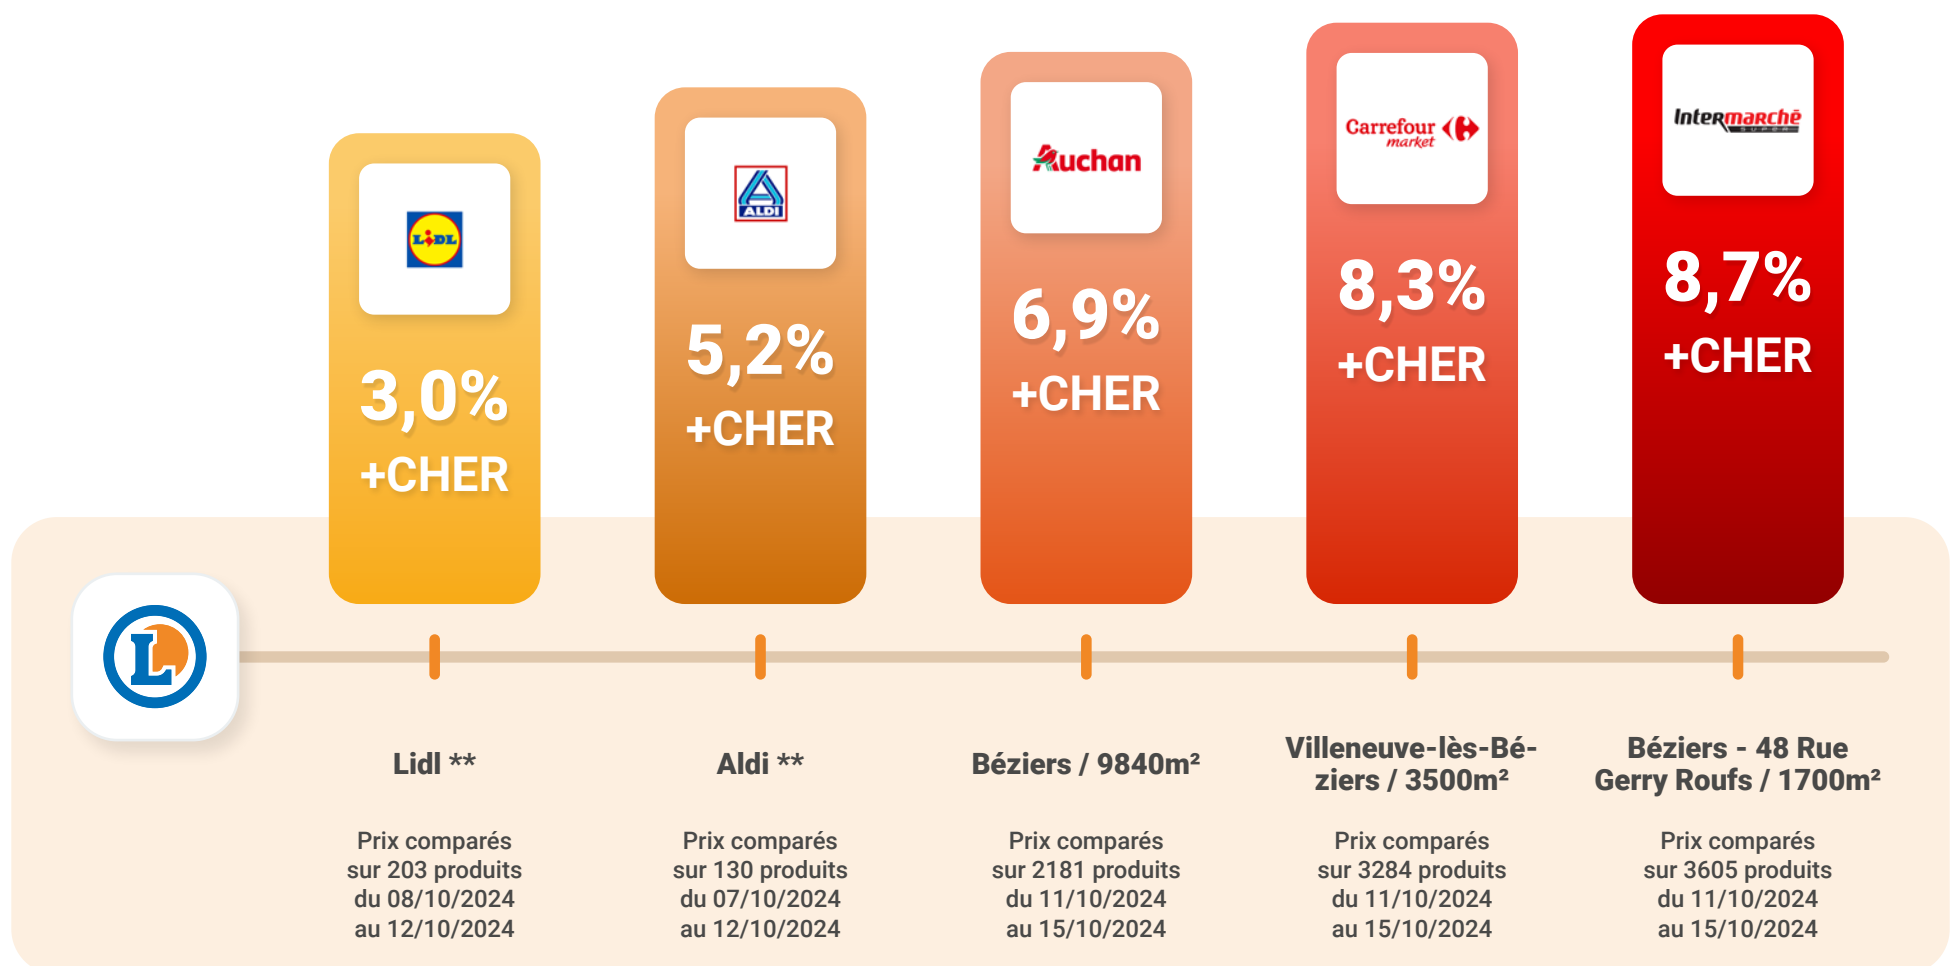 LIDL
3,0%
+CHER
ALDI
5,2%
+CHER
Auchan
6,9%
+CHER
Carrefour
market
8,3%
+CHER
Intermarchē
SUPER
8,7%
+CHER
L
Lidl **
Prix comparés
sur 203 produits
du 08/10/2024
au 12/10/2024
Aldi **
Prix comparés
sur 130 produits
du 07/10/2024
au 12/10/2024
Béziers / 9840m²
Prix comparés
sur 2181 produits
du 11/10/2024
au 15/10/2024
Villeneuve-lès-Bé-
ziers / 3500m²
Prix comparés
sur 3284 produits
du 11/10/2024
au 15/10/2024
Béziers - 48 Rue
Gerry Roufs / 1700m²
Prix comparés
sur 3605 produits
du 11/10/2024
au 15/10/2024